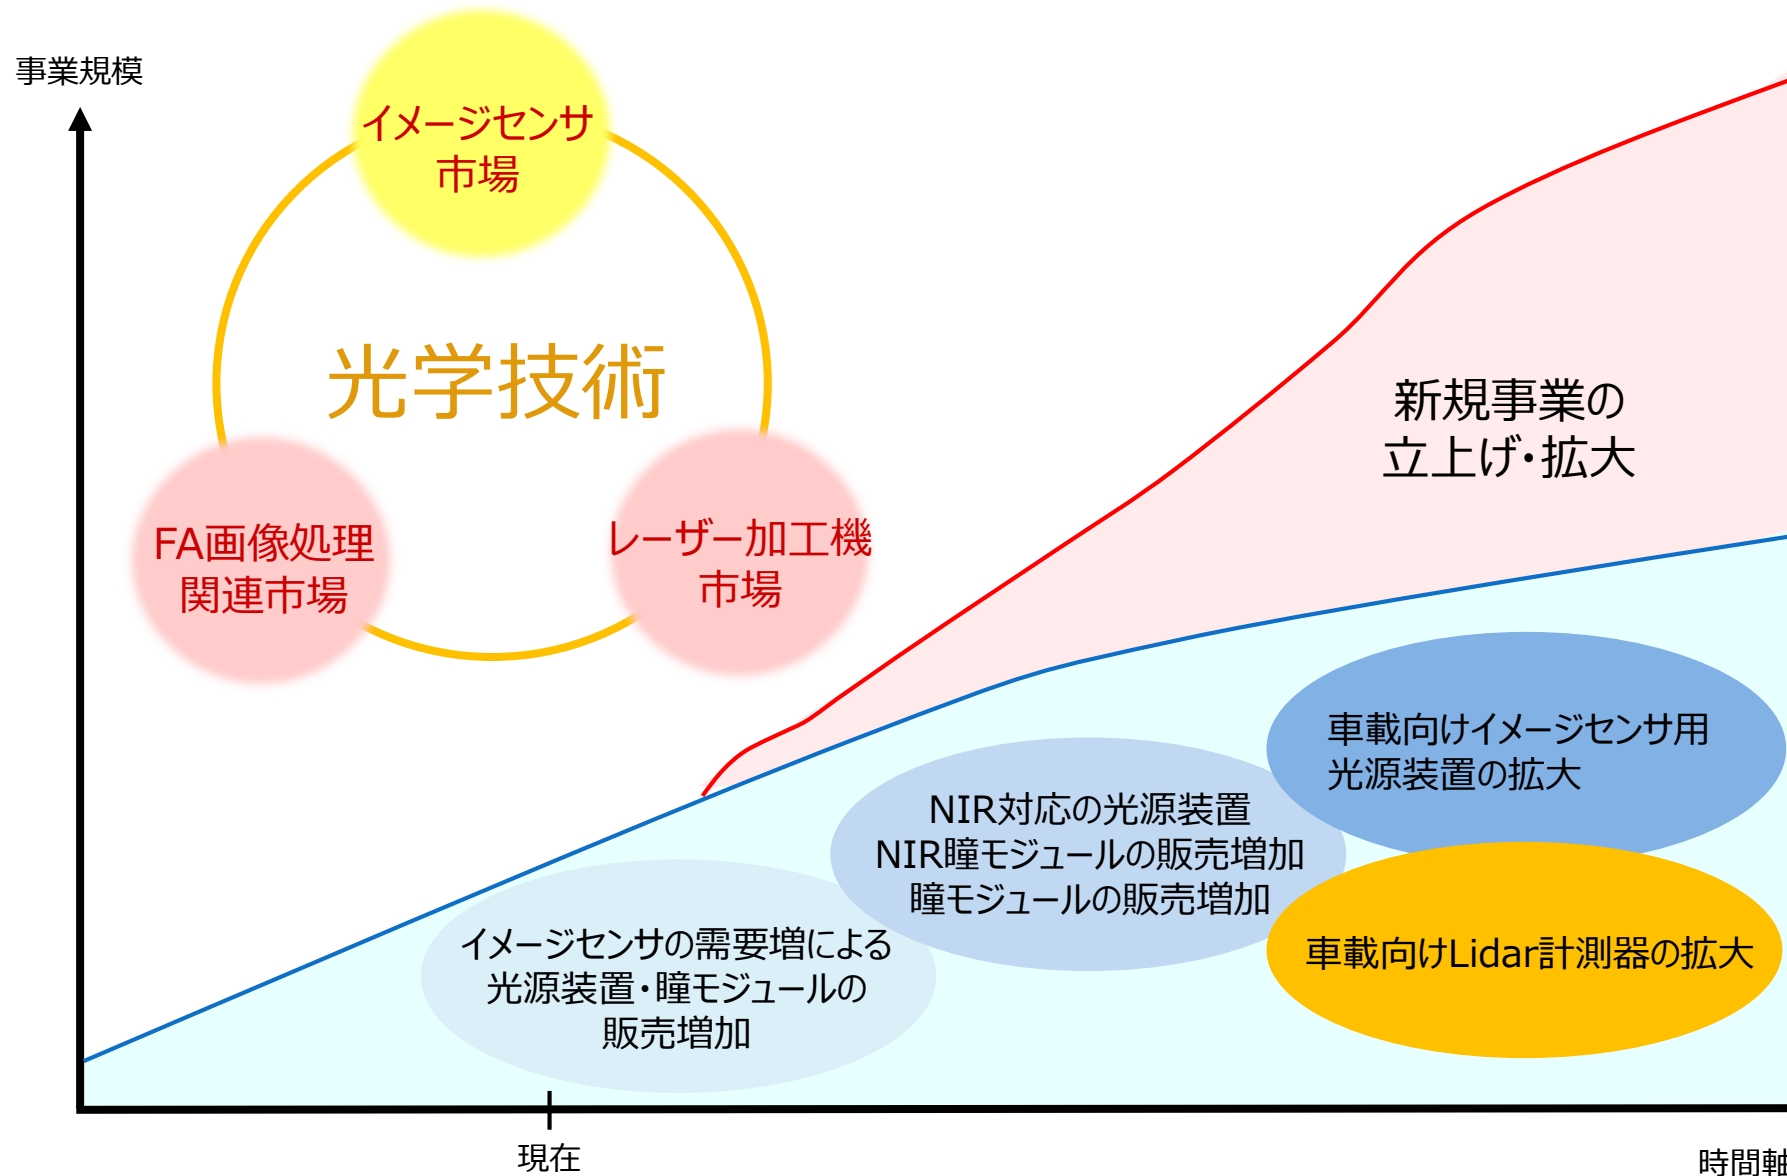 事業規模
イメージセンサ
市場
光学技術
FA画像処理
関連市場
レーザー加工機
市場
新規事業の
立上げ・拡大
車載向けイメージセンサ用
光源装置の拡大
NIR対応の光源装置
NIR瞳モジュールの販売増加
瞳モジュールの販売増加
車載向けLidar計測器の拡大
イメージセンサの需要増による
光源装置・瞳モジュールの
販売増加
現在
時間軸